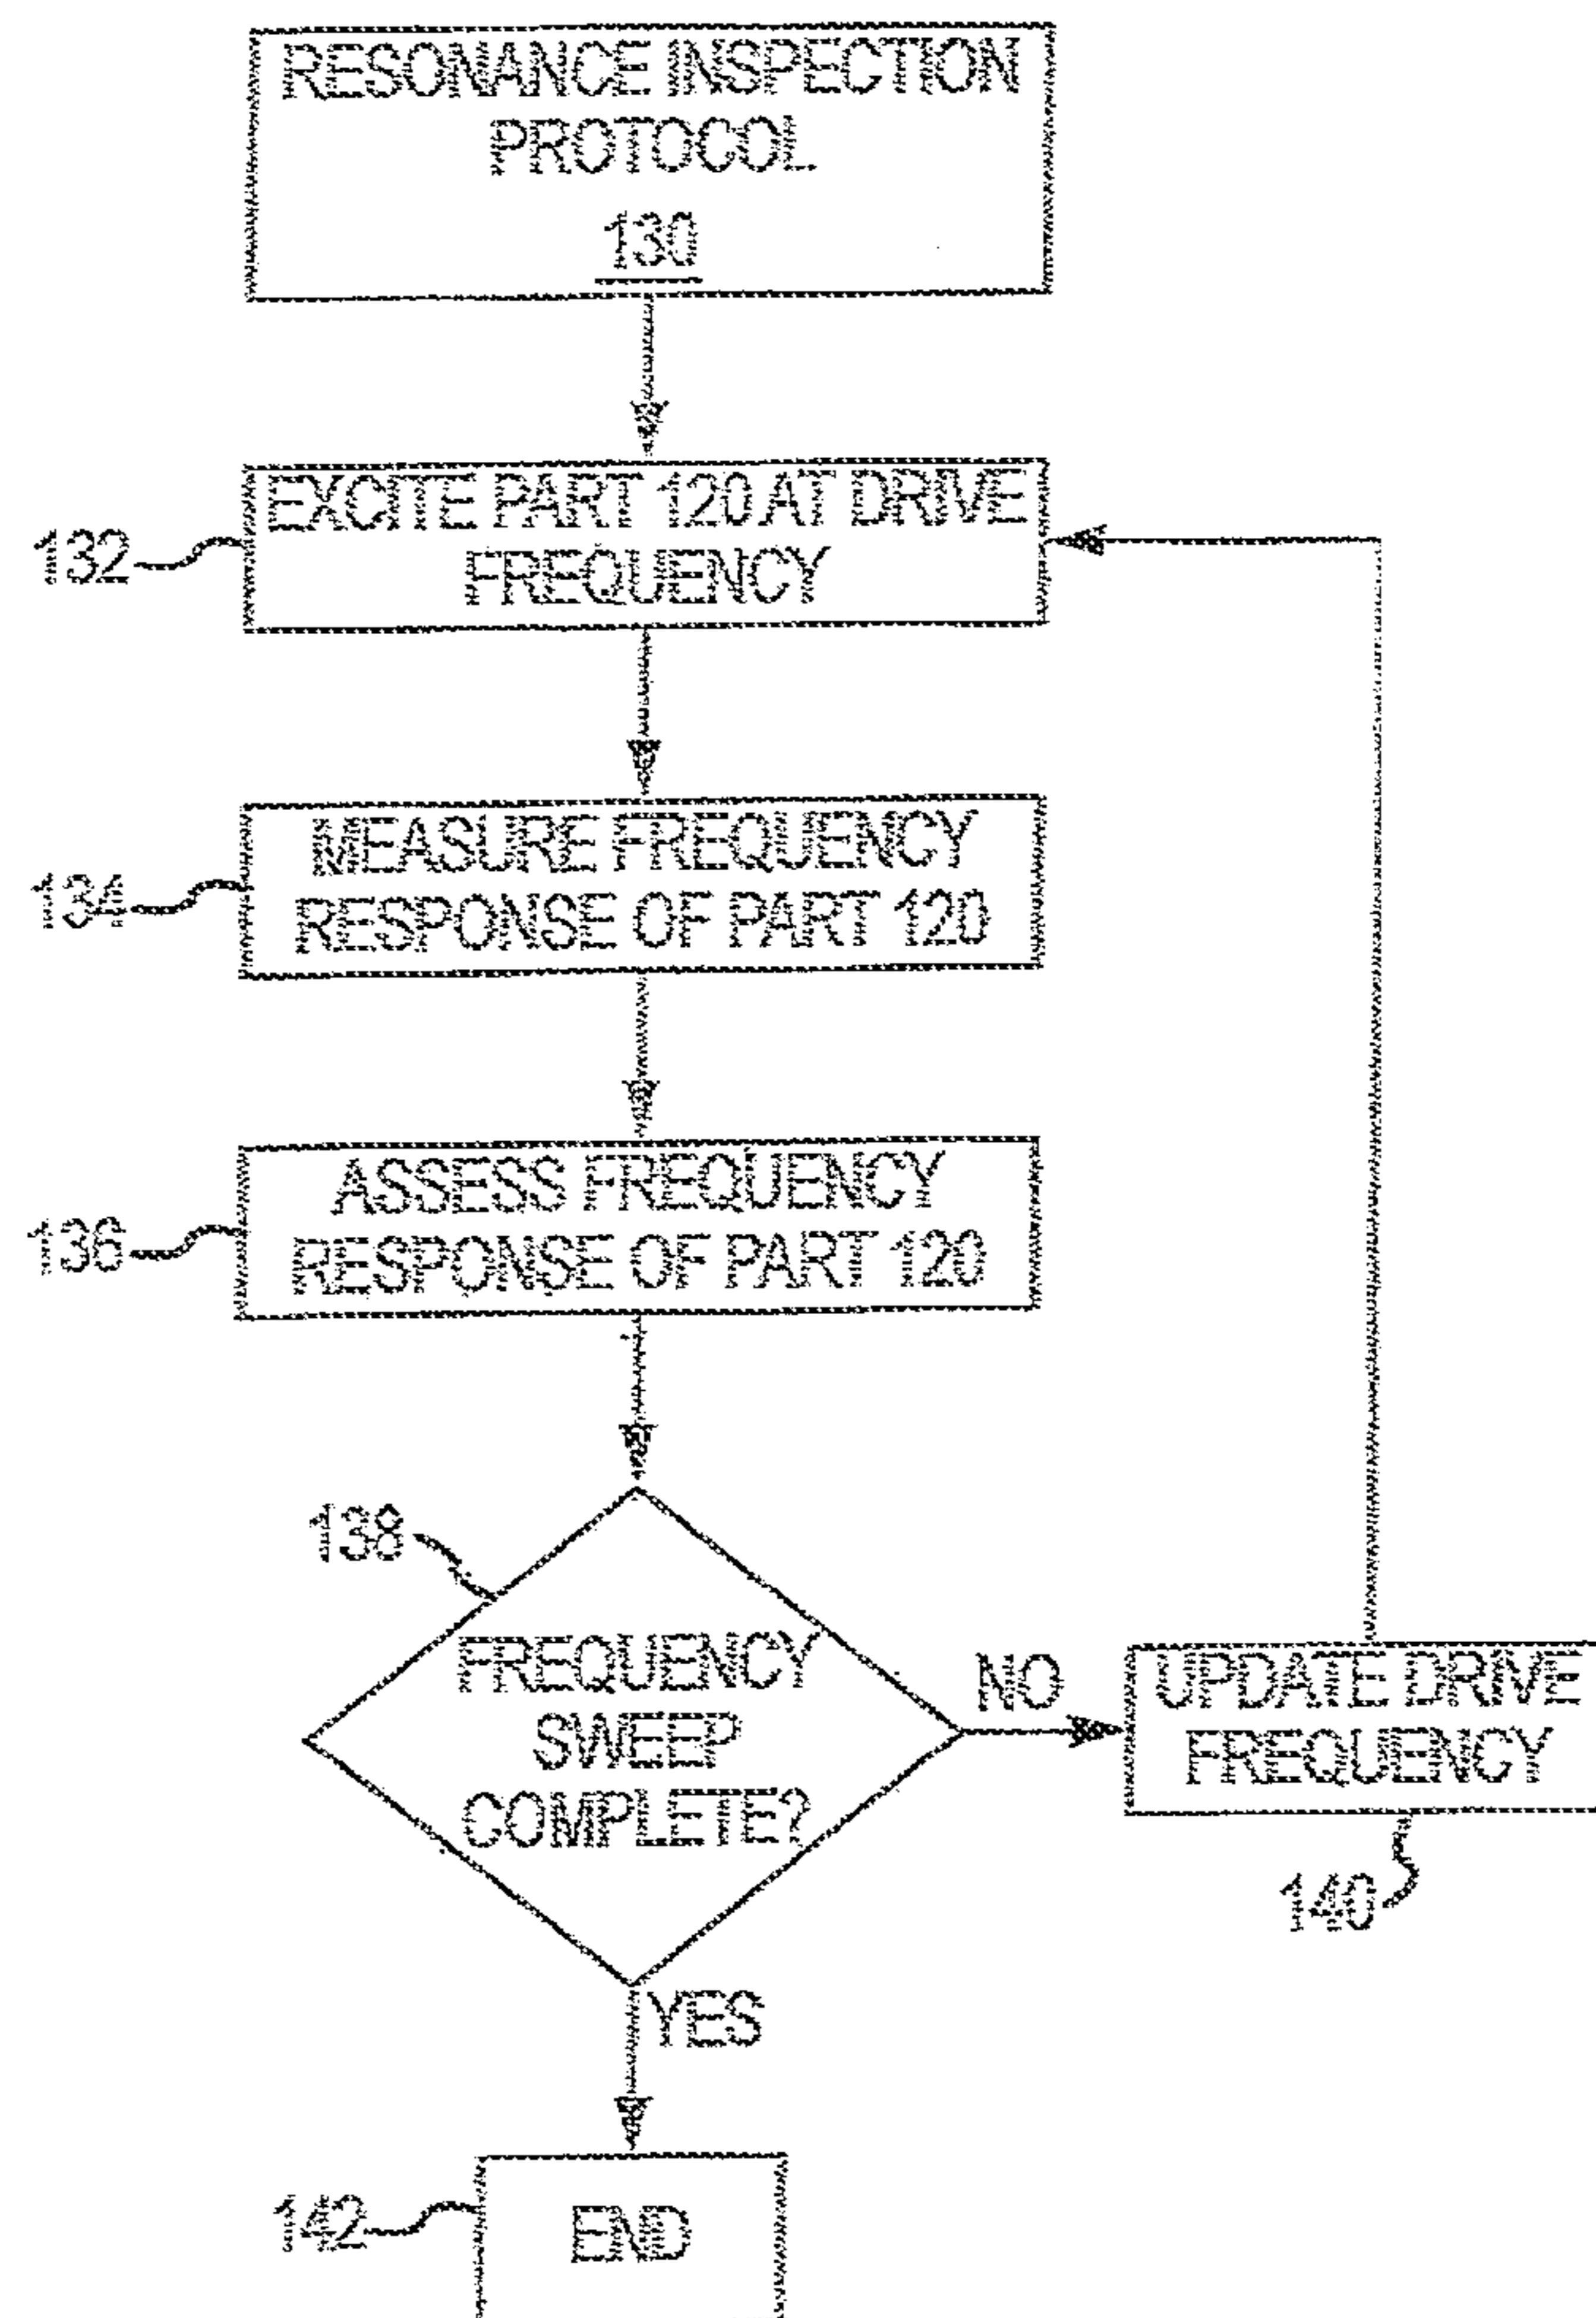 RESONANCE INSPECTION
PROTOCOL
130
EXCITE PART 120 AT DRIVE
FREQUENCY
132
MEASURE FREQUENCY
RESPONSE OF PART 120
134
ASSESS FREQUENCY
RESPONSE OF PART 120
136
138
FREQUENCY
SWEEP
COMPLETE?
NO
UPDATE DRIVE
FREQUENCY
140
YES
142
END